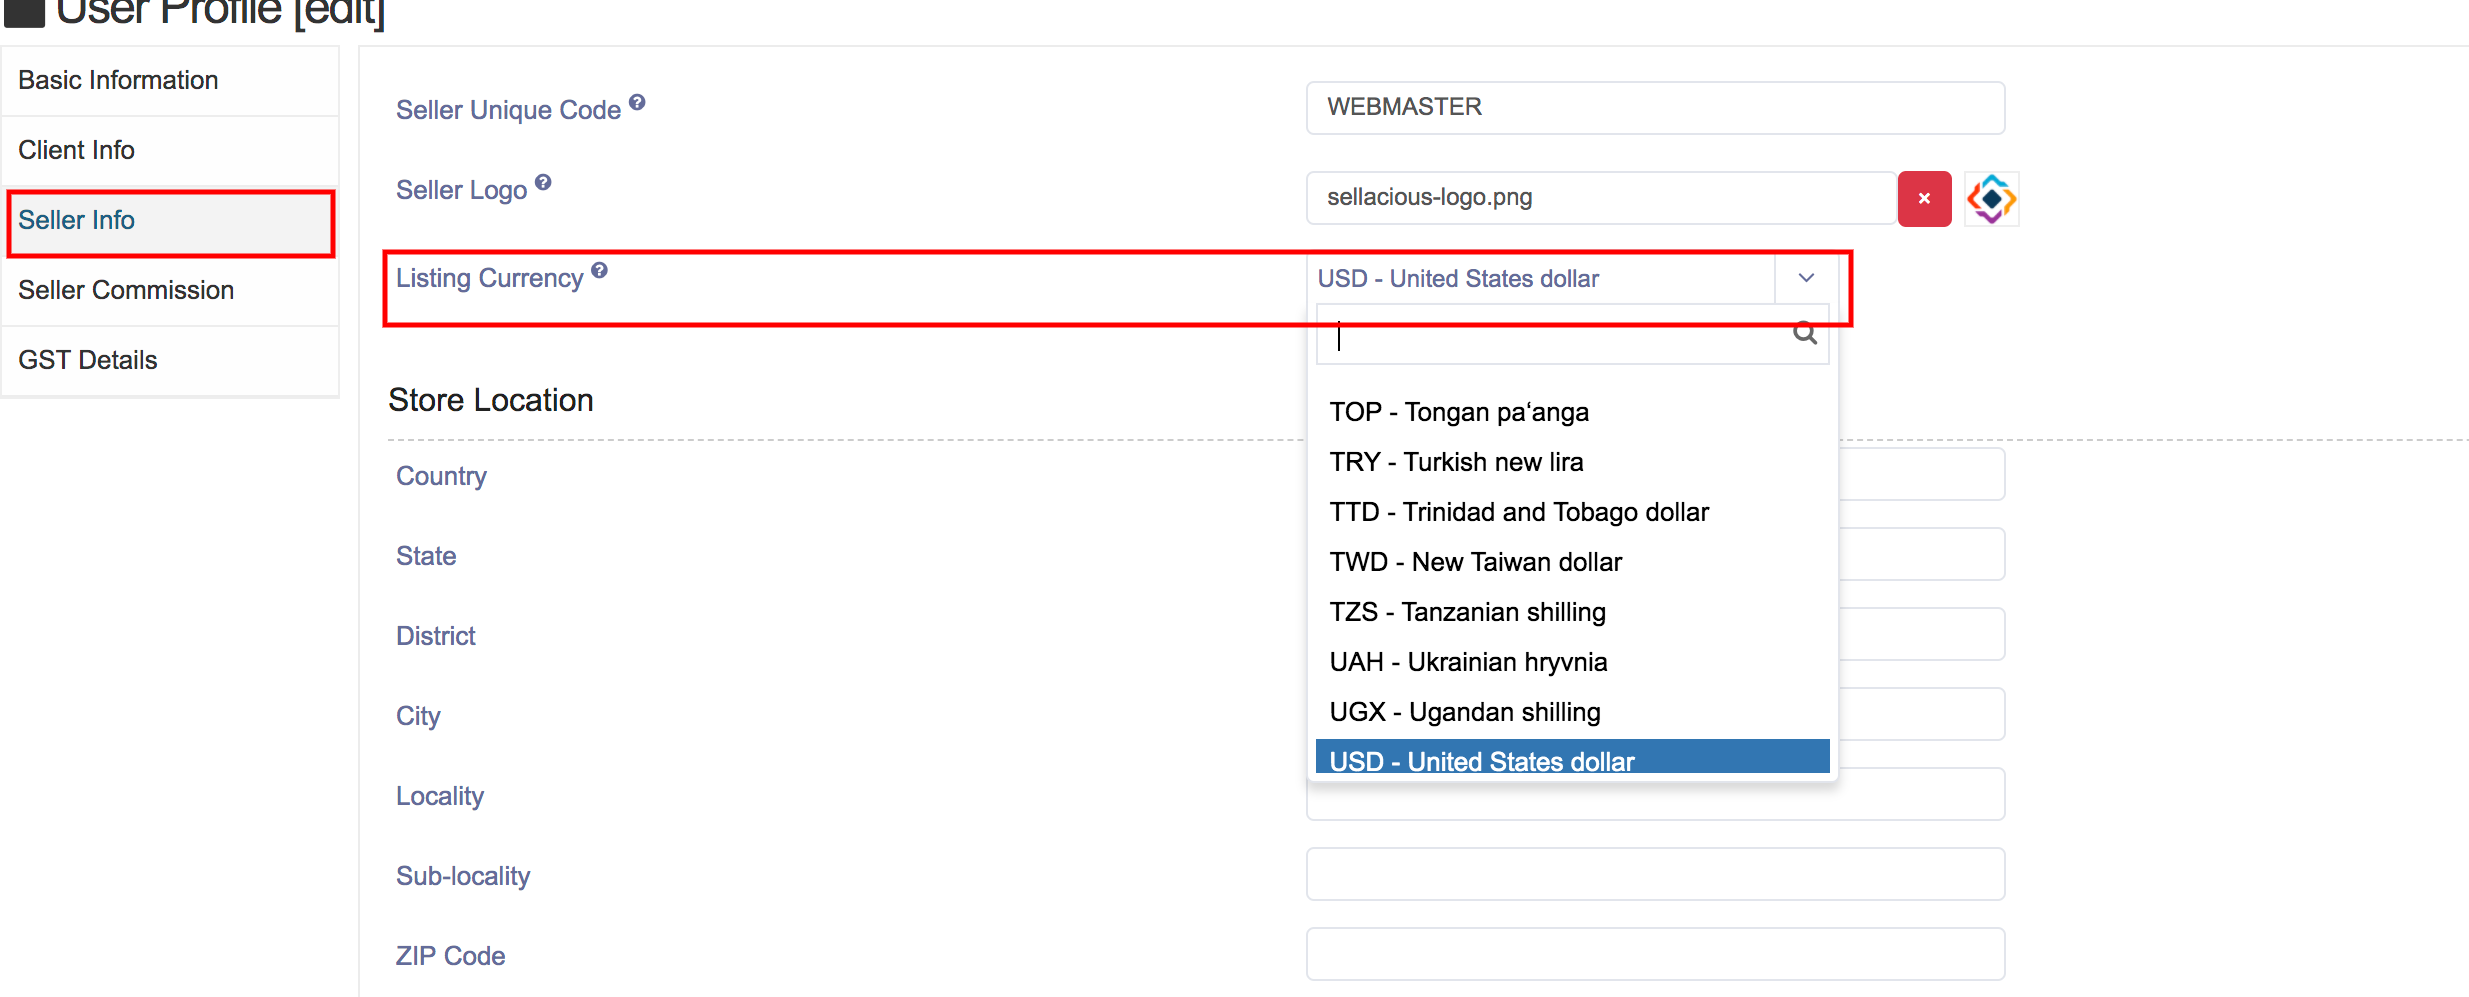 User Profile [edit]
Basic Information
Client Info
Seller Info
Seller Commission
GST Details
Seller Unique Code
WEBMASTER
Seller Logo
sellacious-logo.png
Listing Currency
USD - United States dollar
TOP - Tongan paʻanga
TRY - Turkish new lira
TTD - Trinidad and Tobago dollar
TWD - New Taiwan dollar
TZS - Tanzanian shilling
UAH - Ukrainian hryvnia
UGX - Ugandan shilling
USD - United States dollar
Store Location
Country
State
District
City
Locality
Sub-locality
ZIP Code